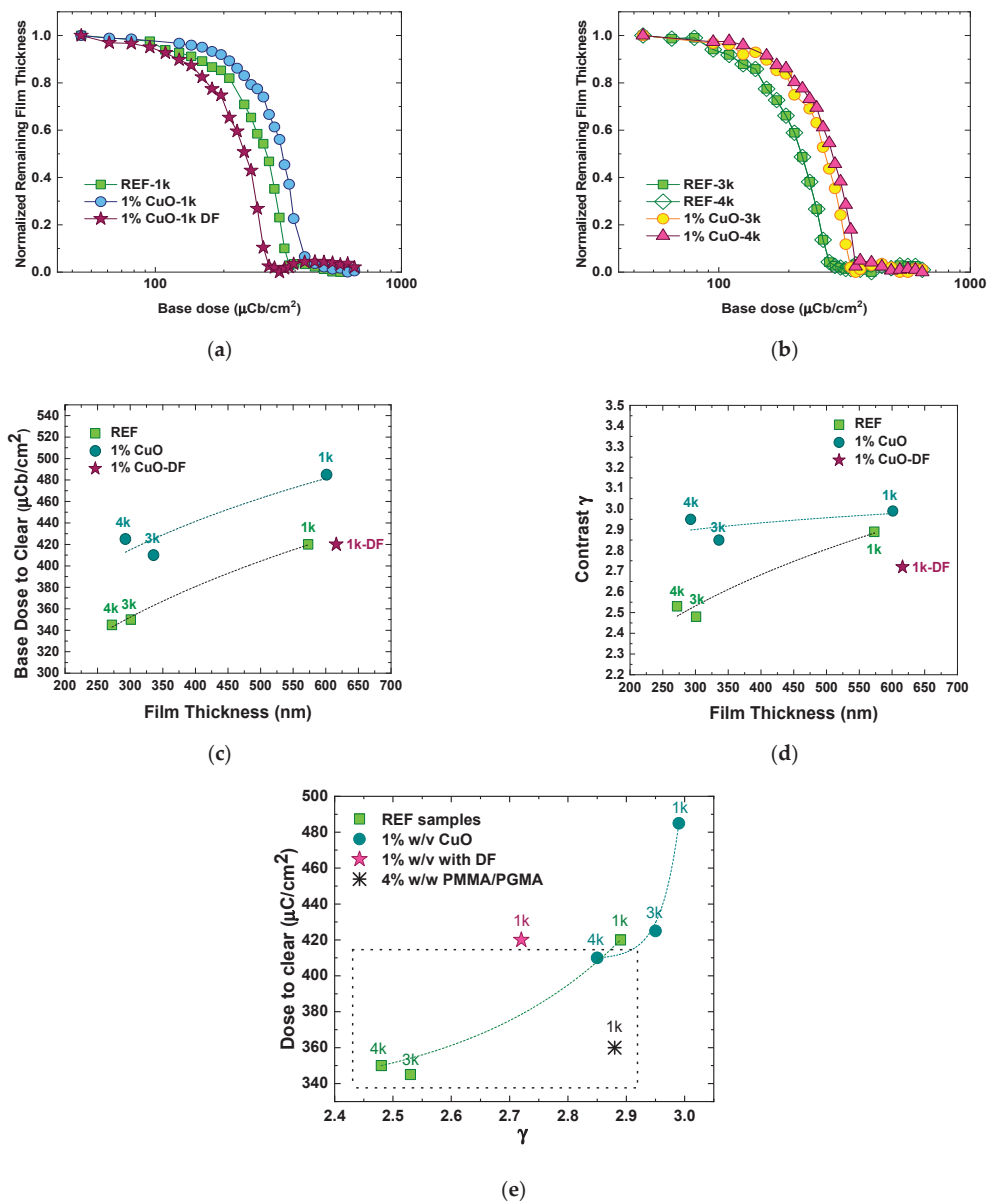 Normalized Remaining Film Thickness
1.0
0.8
0.6
0.4
0.2
0.0
REF-1k
1% CuO-1k
1% CuO-1k DF
100
1000
Base dose (μCb/cm²)
(a)
Normalized Remaining Film Thickness
1.0
0.8
0.6
0.4
0.2
0.0
REF-3k
REF-4k
1% CuO-3k
1% CuO-4k
100
1000
Base dose (μCb/cm²)
(b)
Base Dose to Clear (μCb/cm²)
540
520
500
480
460
440
420
400
380
360
340
320
300
REF
1% CuO
1% CuO-DF
1k
4k
3k
1k
1k-DF
4k
3k
200 250 300 350 400 450 500 550 600 650 700
Film Thickness (nm)
(c)
Contrast γ
3.5
3.4
3.3
3.2
3.1
3.0
2.9
2.8
2.7
2.6
2.5
2.4
2.3
2.2
2.1
2.0
REF
1% CuO
1% CuO-DF
4k
1k
3k
1k
1k-DF
4k
3k
200 250 300 350 400 450 500 550 600 650 700
Film Thickness (nm)
(d)
Dose to clear (μC/cm²)
500
480
460
440
420
400
380
360
340
REF samples
1% w/v CuO
1% w/v with DF
4% w/w PMMA/PGMA
1k
1k
1k
3k
4k
1k
4k
3k
2.4 2.5 2.6 2.7 2.8 2.9 3.0
γ
(e)